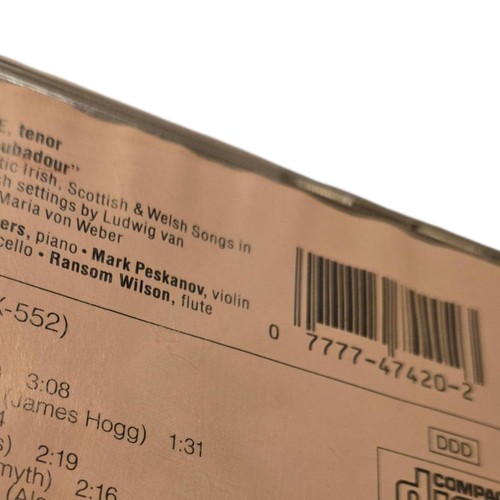 E, tenor
ubadour"
tic Irish, Scottish & Welsh Songs in
h settings by Ludwig van
Maria von Weber
ers, piano • Mark Peskanov, violin
cello • Ransom Wilson, flute
0 7777-47420-2
-552)
3:08
(James Hogg) 1:31
4
s) 2:19
myth) 2:16
DDD
COMPA